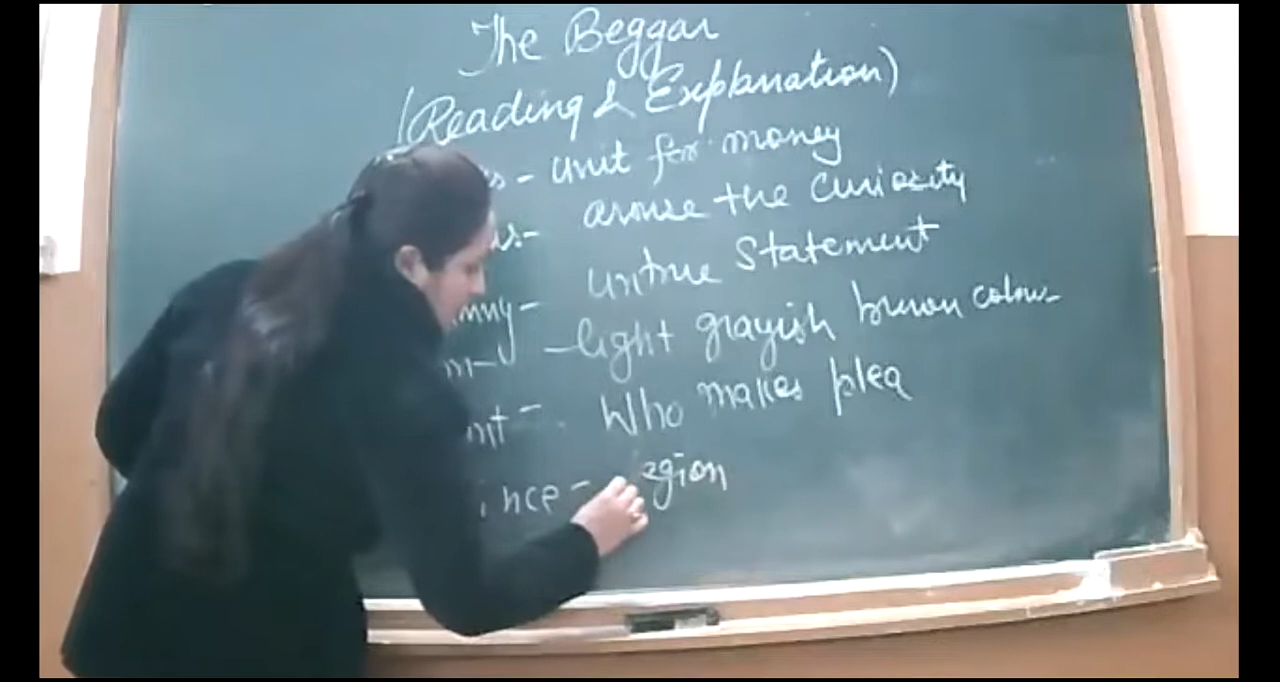 The Beggar
(Reading & Explanation)
- unit for money
- arouse the curiosity
untrue statement
- light grayish brown colour
- Who makes plea
- region